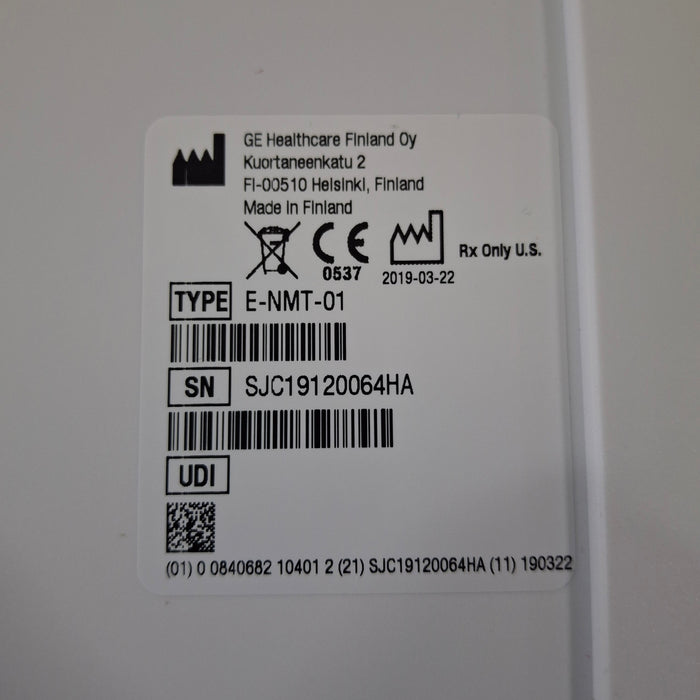 GE Healthcare Finland Oy
Kuortaneenkatu 2
FI-00510 Helsinki, Finland
Made in Finland
CE
0537
2019-03-22
Rx Only U.S.
TYPE E-NMT-01
SN SJC19120064HA
UDI
(01) 0 0840682 10401 2 (21) SJC19120064HA (11) 190322